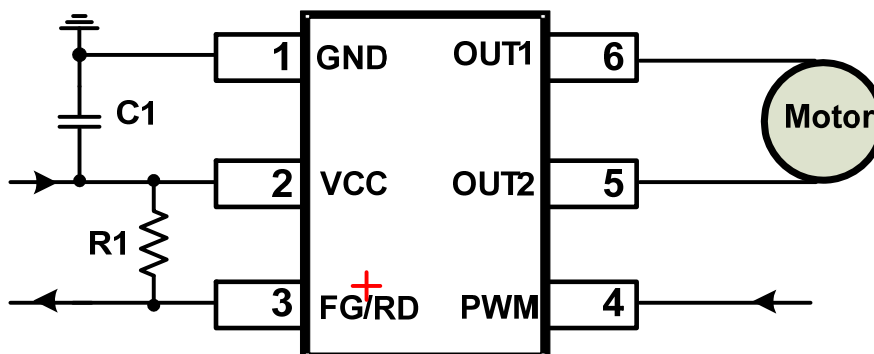 1 GND OUT1 6
C1
Motor
2 VCC OUT2 5
R1
3 FG/RD PWM 4